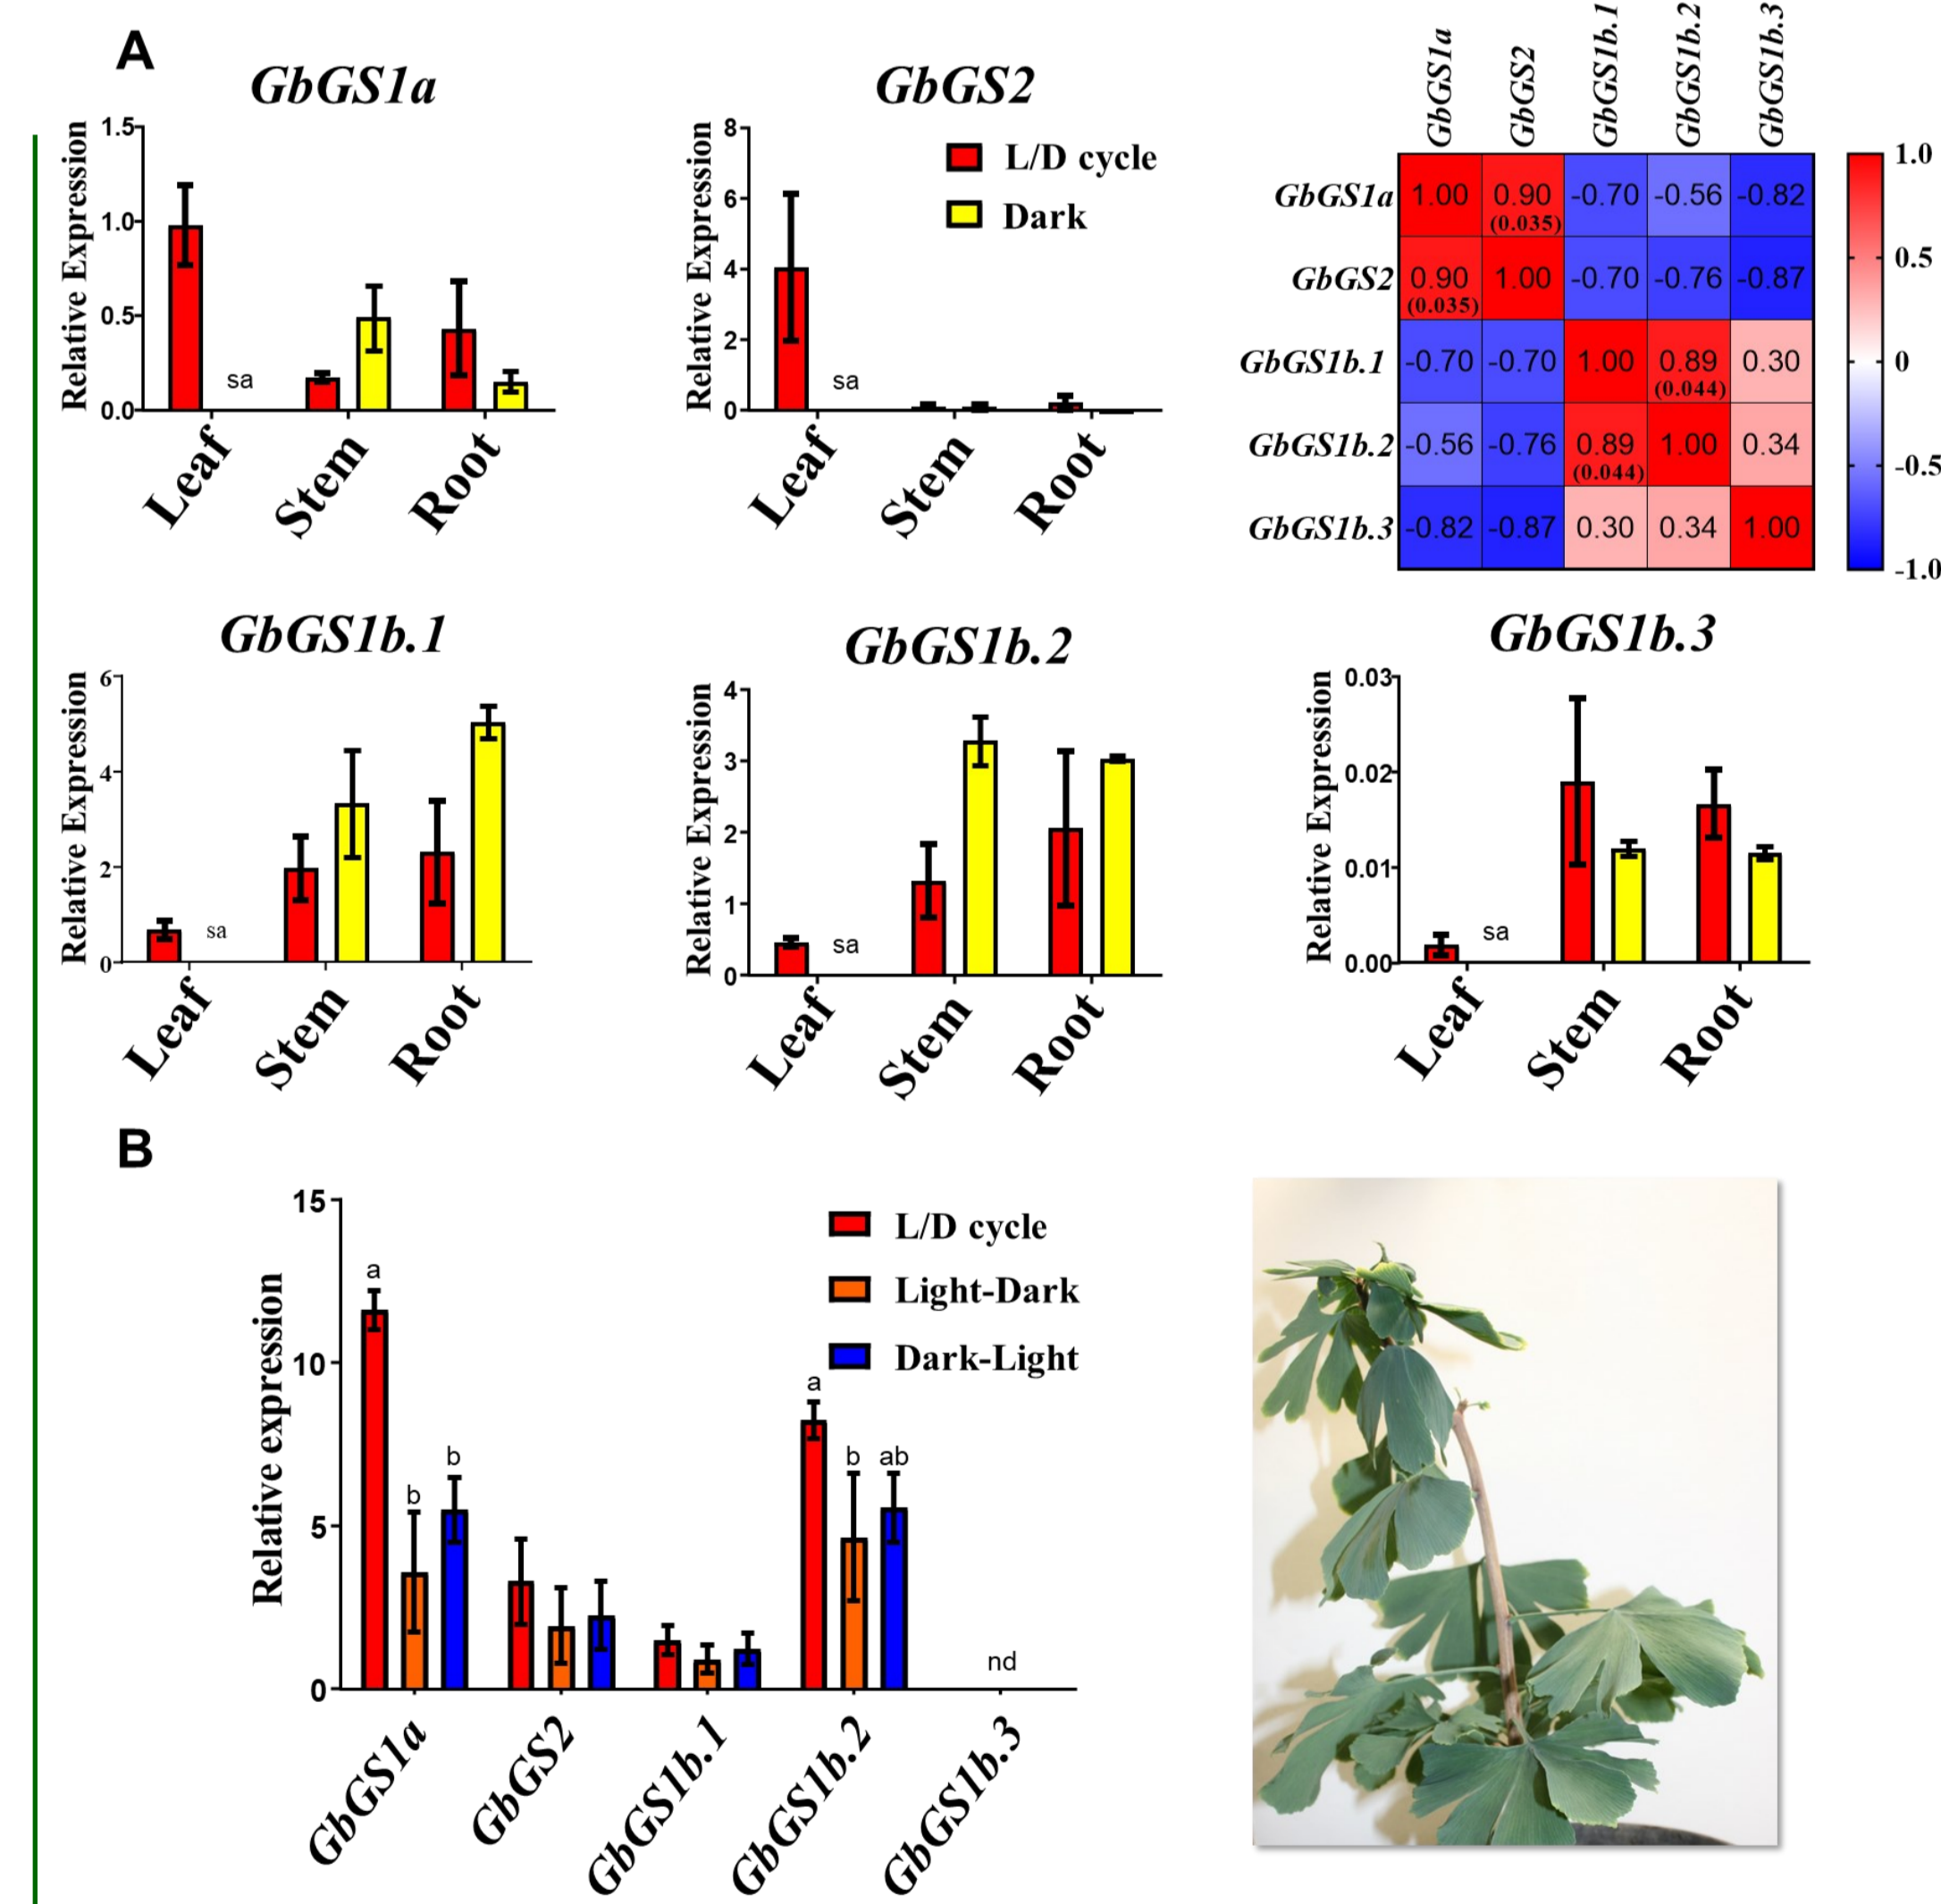 A
GbGS1a
Relative Expression
1.5
1.0
0.5
0.0
sa
Leaf
Stem
Root
GbGS2
Relative Expression
8
6
4
2
0
L/D cycle
Dark
sa
Leaf
Stem
Root
GbGS1a GbGS2 GbGS1b.1 GbGS1b.2 GbGS1b.3
GbGS1a 1.00 0.90 -0.70 -0.56 -0.82
(0.035)
GbGS2 0.90 1.00 -0.70 -0.76 -0.87
(0.035)
GbGS1b.1 -0.70 -0.70 1.00 0.89 0.30
(0.044)
GbGS1b.2 -0.56 -0.76 0.89 1.00 0.34
(0.044)
GbGS1b.3 -0.82 -0.87 0.30 0.34 1.00
1.0
0.5
0
-0.5
-1.0
GbGS1b.1
Relative Expression
6
4
2
0
sa
Leaf
Stem
Root
GbGS1b.2
Relative Expression
4
3
2
1
0
sa
Leaf
Stem
Root
GbGS1b.3
Relative Expression
0.03
0.02
0.01
0.00
sa
Leaf
Stem
Root
B
Relative expression
15
10
5
0
L/D cycle
Light-Dark
Dark-Light
a
b
b
a
b
ab
nd
GbGS1a
GbGS2
GbGS1b.1
GbGS1b.2
GbGS1b.3